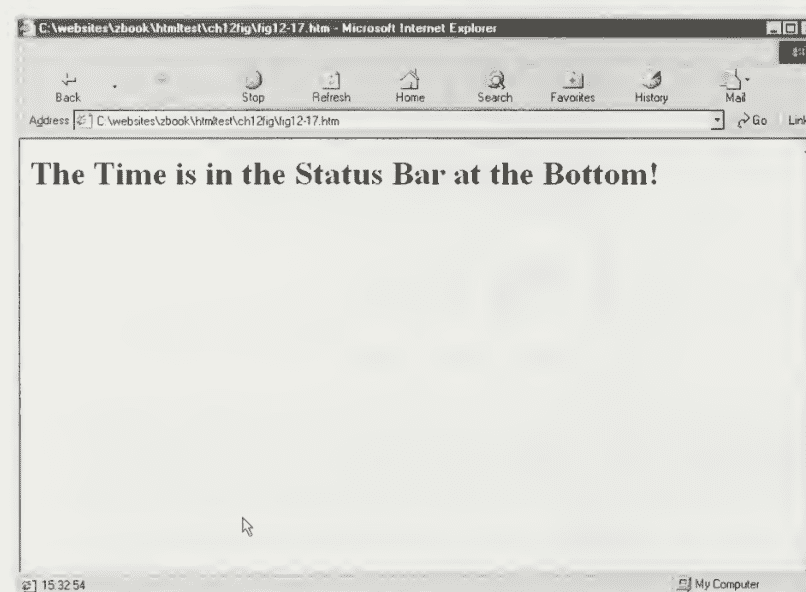 C:\websites\zbook\htmltest\ch12fig\fig12-17.htm - Microsoft Internet Explorer
Back Stop Refresh Home Search Favorites History Mail
Address C:\websites\zbook\htmltest\ch12fig\fig12-17.htm Go Link
The Time is in the Status Bar at the Bottom!
15:32:54 My Computer